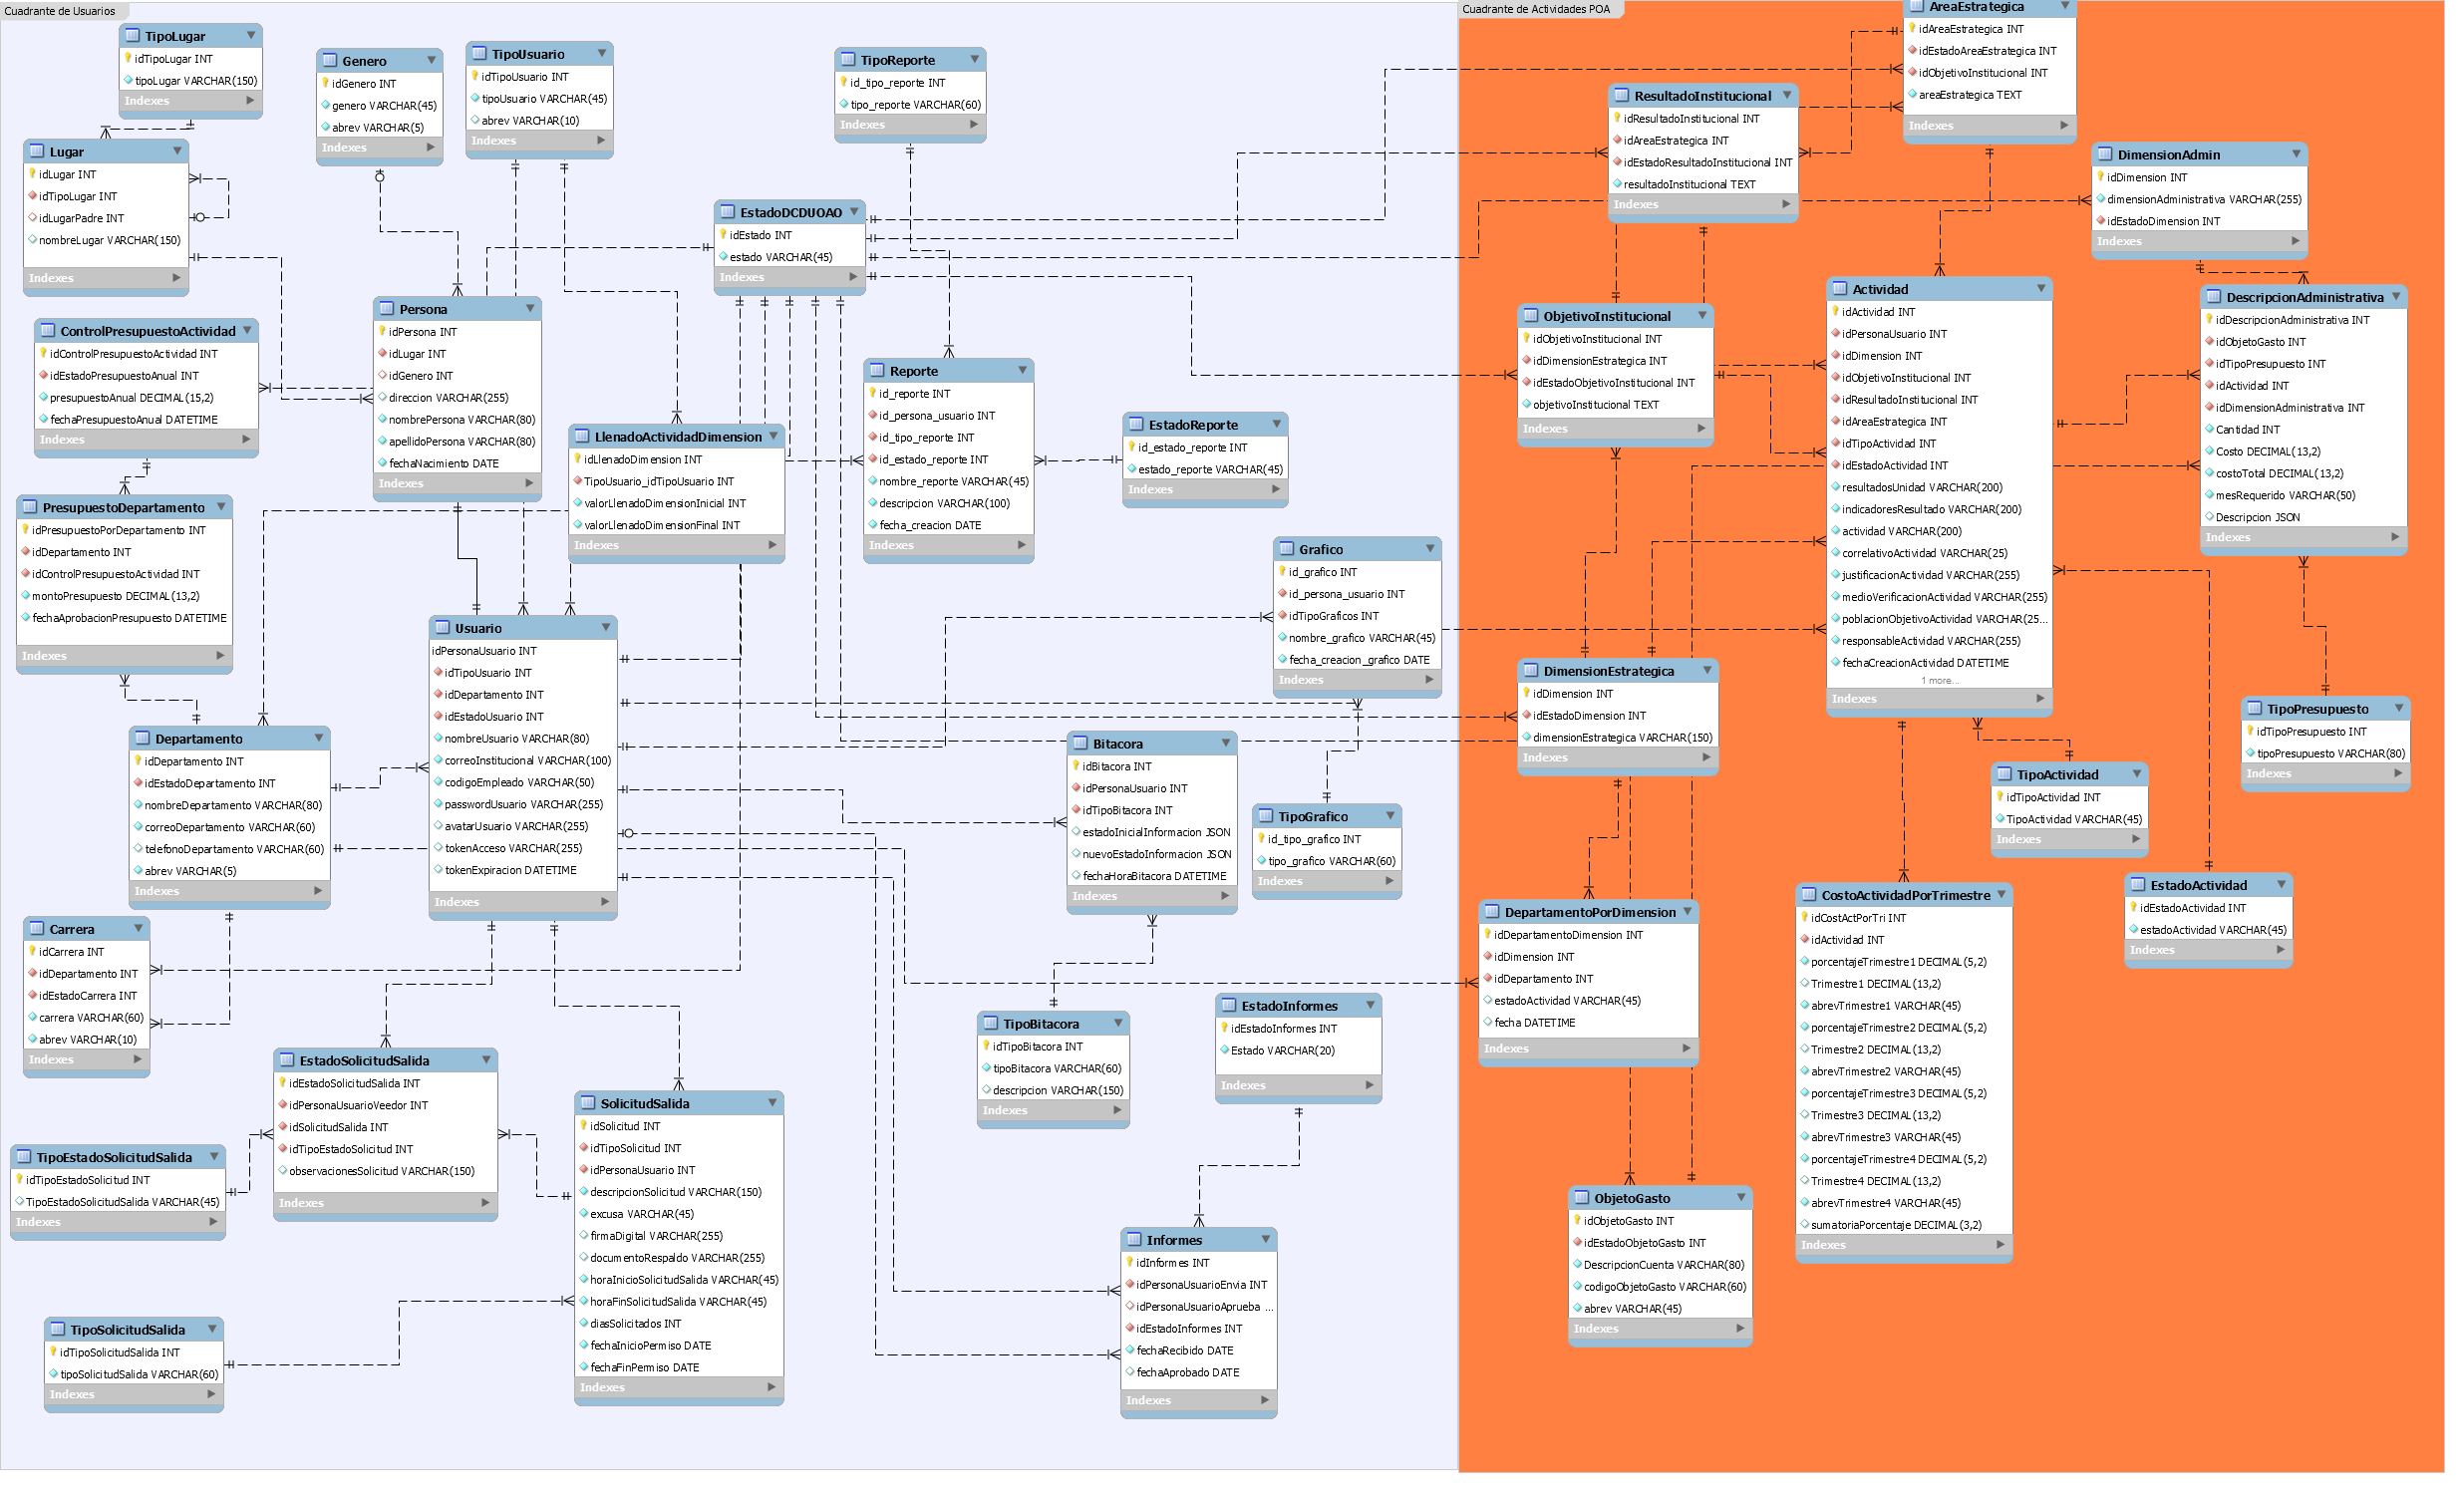 Cuadrante de Usuarios
TipoLugar
idTipoLugar INT
tipoLugar VARCHAR(150)
Indexes
Genero
idGenero INT
genero VARCHAR(45)
abrev VARCHAR(5)
Indexes
TipoUsuario
idTipoUsuario INT
tipoUsuario VARCHAR(45)
abrev VARCHAR(10)
Indexes
TipoReporte
id_tipo_reporte INT
tipo_reporte VARCHAR(60)
Indexes
Lugar
idLugar INT
idTipoLugar INT
idLugarPadre INT
nombreLugar VARCHAR(150)
Indexes
EstadoDCDUOAO
idEstado INT
estado VARCHAR(45)
Indexes
Persona
idPersona INT
idLugar INT
idGenero INT
direccion VARCHAR(255)
nombrePersona VARCHAR(80)
apellidoPersona VARCHAR(80)
fechaNacimiento DATE
Indexes
ControlPresupuestoActividad
idControlPresupuestoActividad INT
idEstadoPresupuestoAnual INT
presupuestoAnual DECIMAL(15,2)
fechaPresupuestoAnual DATETIME
Indexes
LlenadoActividadDimension
idLlenadoDimension INT
TipoUsuario_idTipoUsuario INT
valorLlenadoDimensionInicial INT
valorLlenadoDimensionFinal INT
Indexes
Reporte
id_reporte INT
id_persona_usuario INT
id_tipo_reporte INT
id_estado_reporte INT
nombre_reporte VARCHAR(45)
descripcion VARCHAR(100)
fecha_creacion DATE
Indexes
EstadoReporte
id_estado_reporte INT
estado_reporte VARCHAR(45)
Indexes
PresupuestoDepartamento
idPresupuestoPorDepartamento INT
idDepartamento INT
idControlPresupuestoActividad INT
montoPresupuesto DECIMAL(13,2)
fechaAprobacionPresupuesto DATETIME
Indexes
Grafico
id_grafico INT
id_persona_usuario INT
idTipoGraficos INT
nombre_grafico VARCHAR(45)
fecha_creacion_grafico DATE
Indexes
Usuario
idPersonaUsuario INT
idTipoUsuario INT
idDepartamento INT
idEstadoUsuario INT
nombreUsuario VARCHAR(80)
correoInstitucional VARCHAR(100)
codigoEmpleado VARCHAR(50)
passwordUsuario VARCHAR(255)
avatarUsuario VARCHAR(255)
tokenAcceso VARCHAR(255)
tokenExpiracion DATETIME
Indexes
Departamento
idDepartamento INT
idEstadoDepartamento INT
nombreDepartamento VARCHAR(80)
correoDepartamento VARCHAR(60)
telefonoDepartamento VARCHAR(60)
abrev VARCHAR(5)
Indexes
Bitacora
idBitacora INT
idPersonaUsuario INT
idTipoBitacora INT
estadoInicialInformacion JSON
nuevoEstadoInformacion JSON
fechaHoraBitacora DATETIME
Indexes
TipoGrafico
id_tipo_grafico INT
tipo_grafico VARCHAR(60)
Indexes
Carrera
idCarrera INT
idDepartamento INT
idEstadoCarrera INT
carrera VARCHAR(60)
abrev VARCHAR(10)
Indexes
TipoBitacora
idTipoBitacora INT
tipoBitacora VARCHAR(60)
descripcion VARCHAR(150)
Indexes
EstadoInformes
idEstadoInformes INT
Estado VARCHAR(20)
Indexes
EstadoSolicitudSalida
idEstadoSolicitudSalida INT
idPersonaUsuarioVeedor INT
idSolicitudSalida INT
idTipoEstadoSolicitud INT
observacionesSolicitud VARCHAR(150)
Indexes
SolicitudSalida
idSolicitud INT
idTipoSolicitud INT
idPersonaUsuario INT
descripcionSolicitud VARCHAR(150)
excusa VARCHAR(45)
firmaDigital VARCHAR(255)
documentoRespaldo VARCHAR(255)
horaInicioSolicitudSalida VARCHAR(45)
horaFinSolicitudSalida VARCHAR(45)
diasSolicitados INT
fechaInicioPermiso DATE
fechaFinPermiso DATE
Indexes
TipoEstadoSolicitudSalida
idTipoEstadoSolicitud INT
TipoEstadoSolicitudSalida VARCHAR(45)
Indexes
TipoSolicitudSalida
idTipoSolicitudSalida INT
tipoSolicitudSalida VARCHAR(60)
Indexes
Informes
idInformes INT
idPersonaUsuarioEnvia INT
idPersonaUsuarioAprueba ...
idEstadoInformes INT
fechaRecibido DATE
fechaAprobado DATE
Indexes
Cuadrante de Actividades POA
AreaEstrategica
idAreaEstrategica INT
idEstadoAreaEstrategica INT
idObjetivoInstitucional INT
areaEstrategica TEXT
Indexes
ResultadoInstitucional
idResultadoInstitucional INT
idAreaEstrategica INT
idEstadoResultadoInstitucional INT
resultadoInstitucional TEXT
Indexes
DimensionAdmin
idDimension INT
dimensionAdministrativa VARCHAR(255)
idEstadoDimension INT
Indexes
ObjetivoInstitucional
idObjetivoInstitucional INT
idDimensionEstrategica INT
idEstadoObjetivoInstitucional INT
objetivoInstitucional TEXT
Indexes
Actividad
idActividad INT
idPersonaUsuario INT
idDimension INT
idObjetivoInstitucional INT
idResultadoInstitucional INT
idAreaEstrategica INT
idTipoActividad INT
idEstadoActividad INT
resultadosUnidad VARCHAR(200)
indicadoresResultado VARCHAR(200)
actividad VARCHAR(200)
correlativoActividad VARCHAR(25)
justificacionActividad VARCHAR(255)
medioVerificacionActividad VARCHAR(255)
poblacionObjetivoActividad VARCHAR(25...
responsableActividad VARCHAR(255)
fechaCreacionActividad DATETIME
1 more...
Indexes
DescripcionAdministrativa
idDescripcionAdministrativa INT
idObjetoGasto INT
idTipoPresupuesto INT
idActividad INT
idDimensionAdministrativa INT
Cantidad INT
Costo DECIMAL(13,2)
costoTotal DECIMAL(13,2)
mesRequerido VARCHAR(50)
Descripcion JSON
Indexes
DimensionEstrategica
idDimension INT
idEstadoDimension INT
dimensionEstrategica VARCHAR(150)
Indexes
TipoPresupuesto
idTipoPresupuesto INT
tipoPresupuesto VARCHAR(80)
Indexes
TipoActividad
idTipoActividad INT
TipoActividad VARCHAR(45)
Indexes
EstadoActividad
idEstadoActividad INT
estadoActividad VARCHAR(45)
Indexes
DepartamentoPorDimension
idDepartamentoDimension INT
idDimension INT
idDepartamento INT
estadoActividad VARCHAR(45)
fecha DATETIME
Indexes
CostoActividadPorTrimestre
idCostActPorTri INT
idActividad INT
porcentajeTrimestre1 DECIMAL(5,2)
Trimestre1 DECIMAL(13,2)
abrevTrimestre1 VARCHAR(45)
porcentajeTrimestre2 DECIMAL(5,2)
Trimestre2 DECIMAL(13,2)
abrevTrimestre2 VARCHAR(45)
porcentajeTrimestre3 DECIMAL(5,2)
Trimestre3 DECIMAL(13,2)
abrevTrimestre3 VARCHAR(45)
porcentajeTrimestre4 DECIMAL(5,2)
Trimestre4 DECIMAL(13,2)
abrevTrimestre4 VARCHAR(45)
sumatoriaPorcentaje DECIMAL(3,2)
Indexes
ObjetoGasto
idObjetoGasto INT
idEstadoObjetoGasto INT
DescripcionCuenta VARCHAR(80)
codigoObjetoGasto VARCHAR(60)
abrev VARCHAR(45)
Indexes